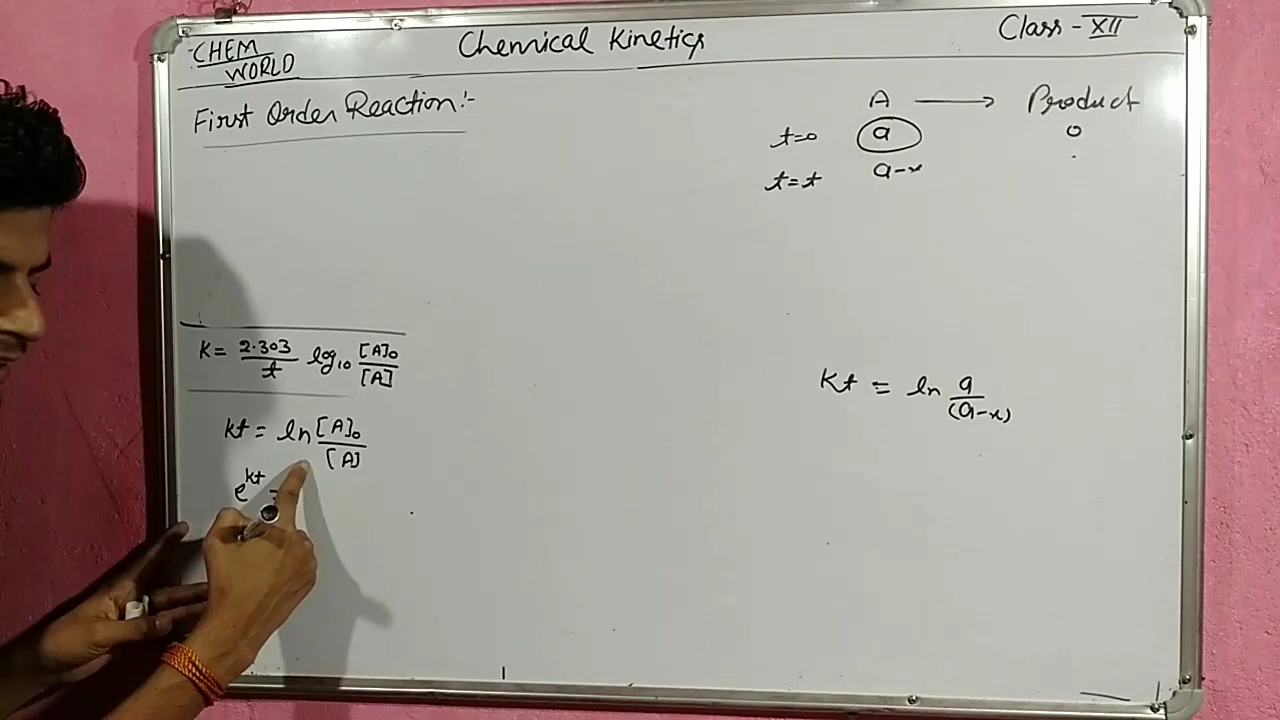 CHEM
WORLD
Chemical Kinetics
Class - XII
First Order Reaction:-
A ⟶ Product
t=0 a 0
t=t a-x
K = 2.303/t log₁₀ [A]₀/[A]
Kt = ln [A]₀/[A]
e^kt =
Kt = ln a/(a-x)